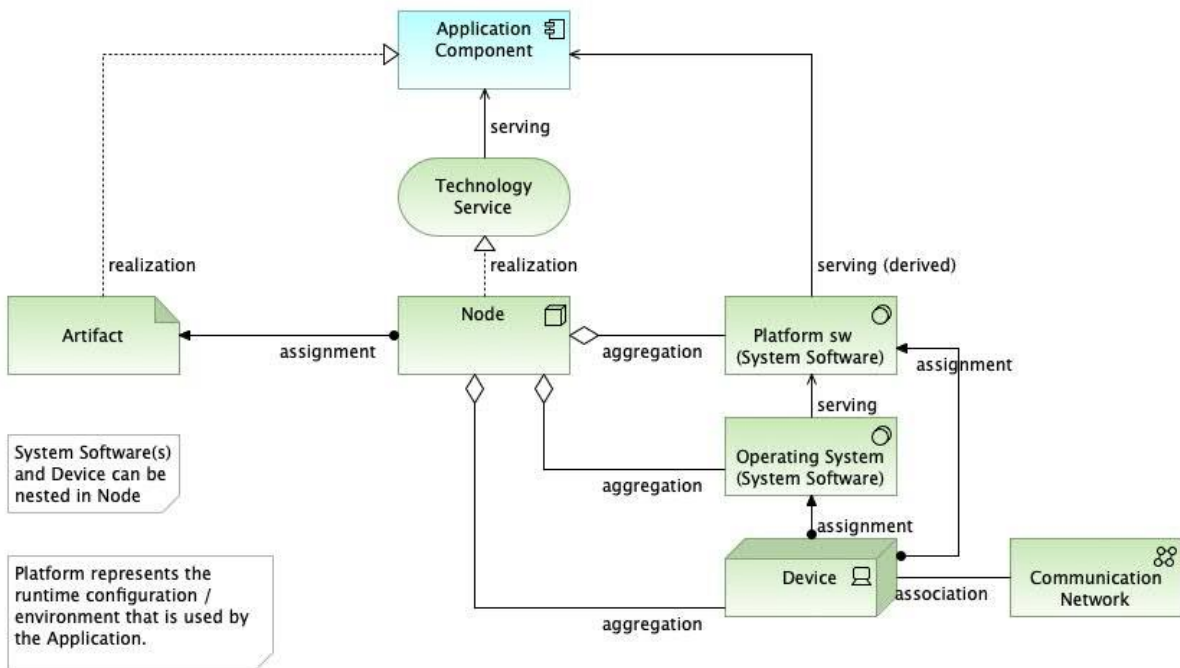 Application
Component
serving
Technology
Service
realization
realization
serving (derived)
Artifact
Node
Platform sw
(System Software)
assignment
aggregation
assignment
serving
System Software(s)
and Device can be
nested in Node
Operating System
(System Software)
aggregation
assignment
Platform represents the
runtime configuration /
environment that is used by
the Application.
Device
association
Communication
Network
aggregation